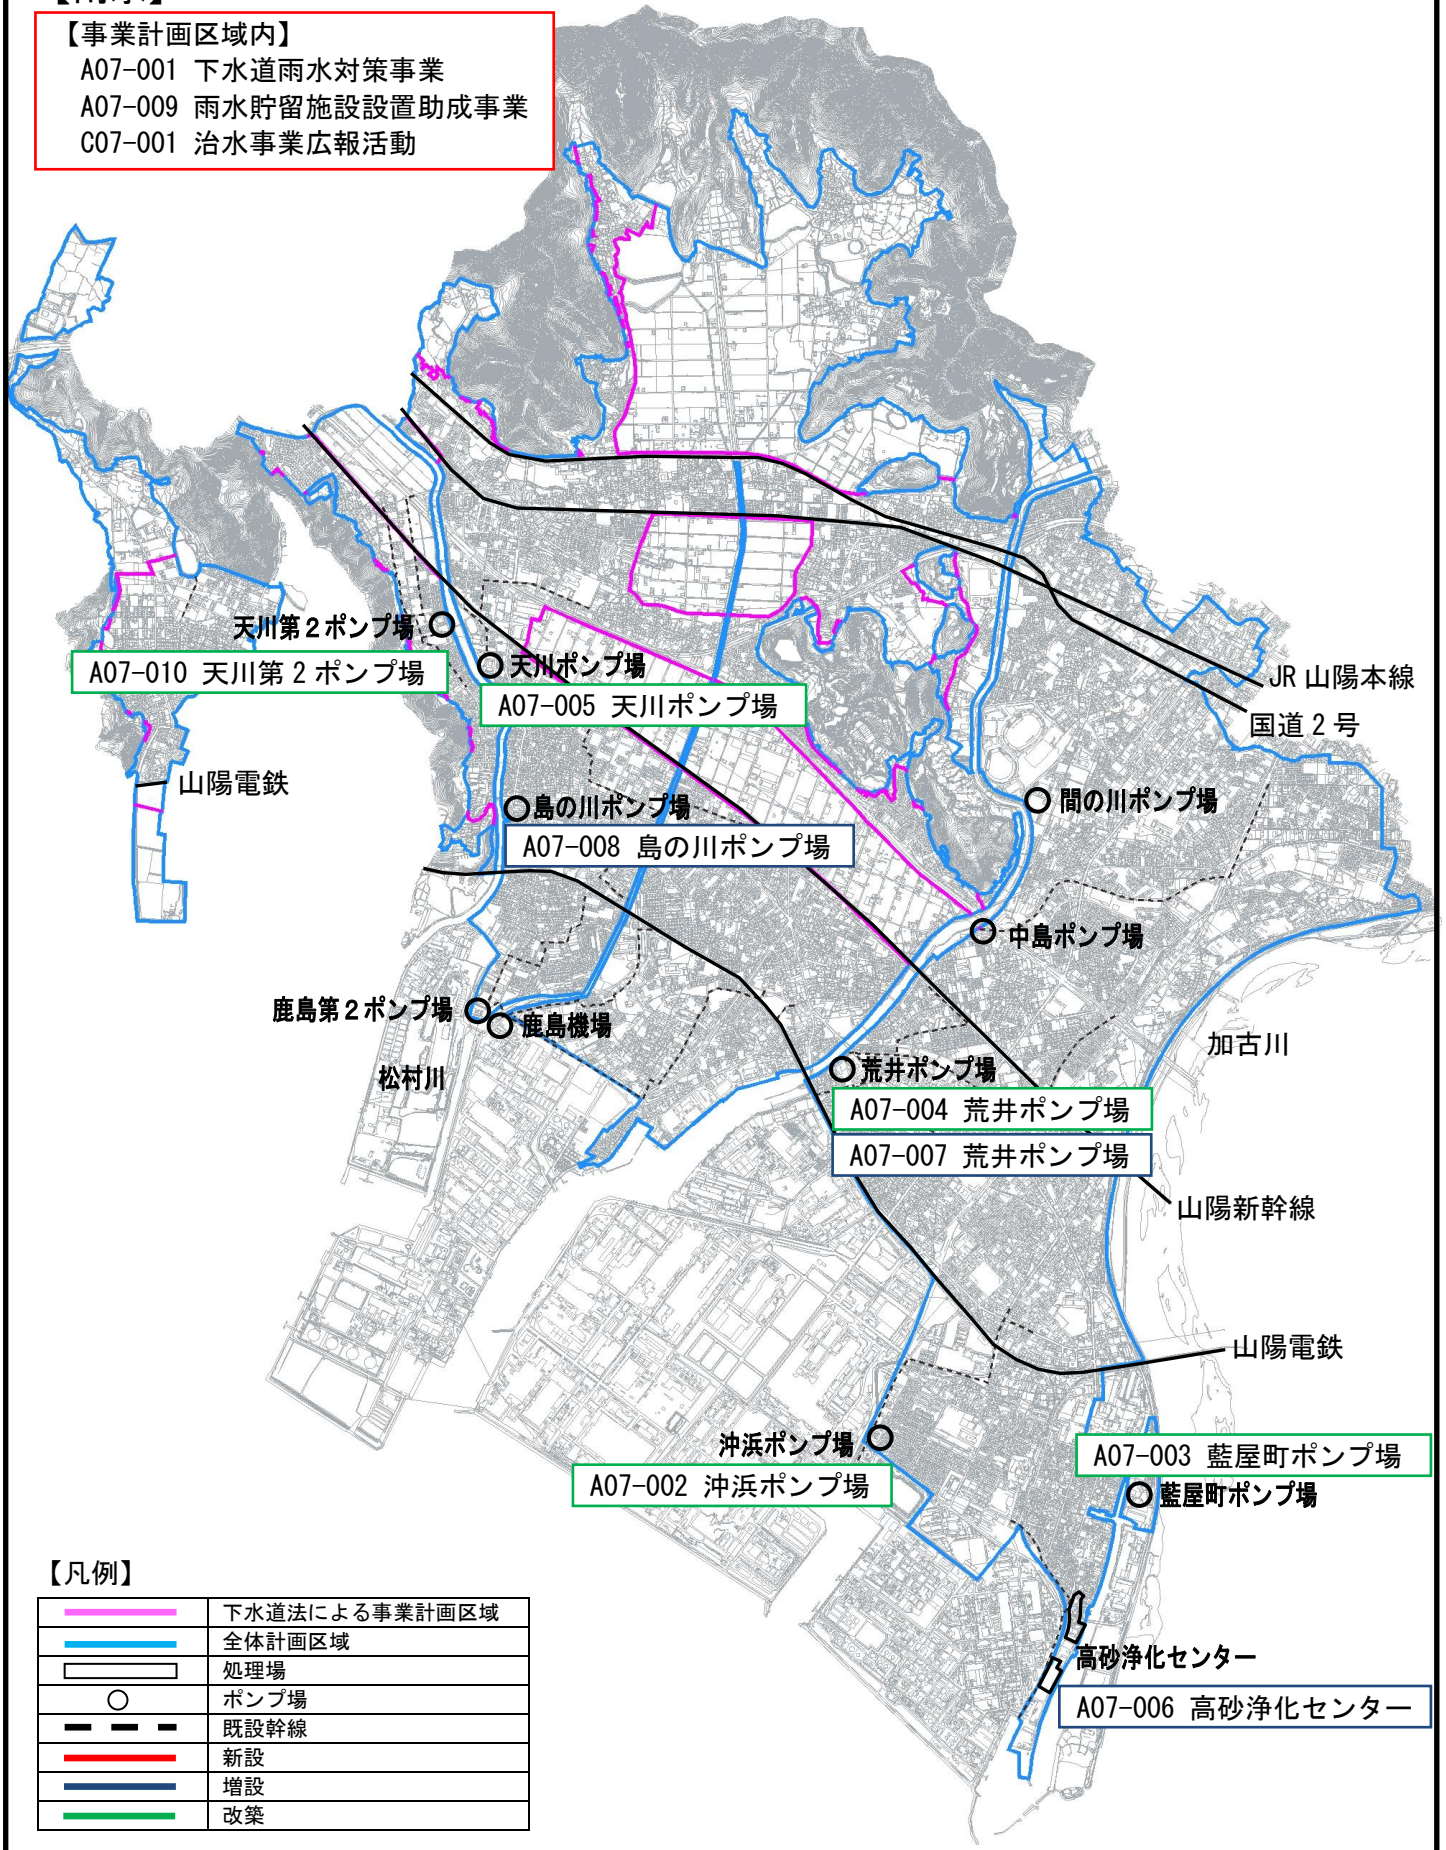 【事業計画区域内】
A07-001 下水道雨水対策事業
A07-009 雨水貯留施設設置助成事業
C07-001 治水事業広報活動
天川第2ポンプ場
A07-010 天川第2ポンプ場
天川ポンプ場
A07-005 天川ポンプ場
JR山陽本線
国道2号
山陽電鉄
島の川ポンプ場
A07-008 島の川ポンプ場
間の川ポンプ場
中島ポンプ場
鹿島第2ポンプ場
鹿島機場
松村川
加古川
荒井ポンプ場
A07-004 荒井ポンプ場
A07-007 荒井ポンプ場
山陽新幹線
山陽電鉄
沖浜ポンプ場
A07-002 沖浜ポンプ場
A07-003 藍屋町ポンプ場
藍屋町ポンプ場
高砂浄化センター
A07-006 高砂浄化センター
【凡例】
下水道法による事業計画区域
全体計画区域
処理場
ポンプ場
既設幹線
新設
増設
改築